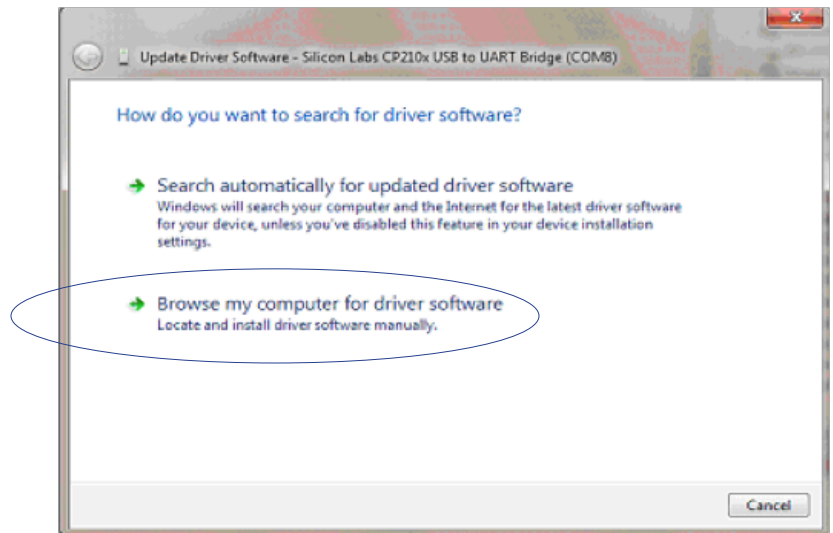 Update Driver Software - Silicon Labs CP210x USB to UART Bridge (COM8)
How do you want to search for driver software?
Search automatically for updated driver software
Windows will search your computer and the Internet for the latest driver software
for your device, unless you've disabled this feature in your device installation
settings.
Browse my computer for driver software
Locate and install driver software manually.
Cancel